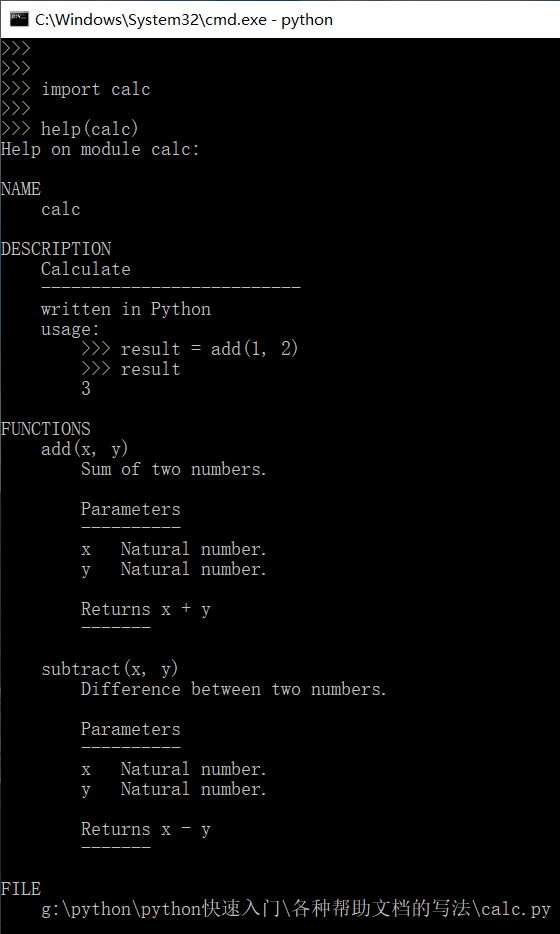 C:\Windows\System32\cmd.exe - python
>>>
>>>
>>> import calc
>>>
>>> help(calc)
Help on module calc:

NAME
    calc

DESCRIPTION
    Calculate
    --------------------------
    written in Python
    usage:
        >>> result = add(1, 2)
        >>> result
        3

FUNCTIONS
    add(x, y)
        Sum of two numbers.

        Parameters
        ----------
        x   Natural number.
        y   Natural number.

        Returns x + y
        -------

    subtract(x, y)
        Difference between two numbers.

        Parameters
        ----------
        x   Natural number.
        y   Natural number.

        Returns x - y
        -------

FILE
    g:\python\python快速入门\各种帮助文档的写法\calc.py